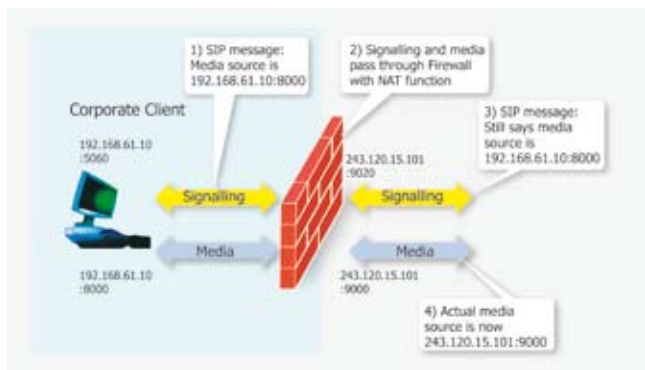 1) SIP message:
Media source is
192.168.61.10:8000
2) Signalling and media
pass through Firewall
with NAT function
3) SIP message:
Still says media
source is
192.168.61.10:8000
Corporate Client
192.168.61.10
:5060
243.120.15.101
:9020
Signalling
Signalling
Media
Media
192.168.61.10
:8000
243.120.15.101
:9000
4) Actual media
source is now
243.120.15.101:9000